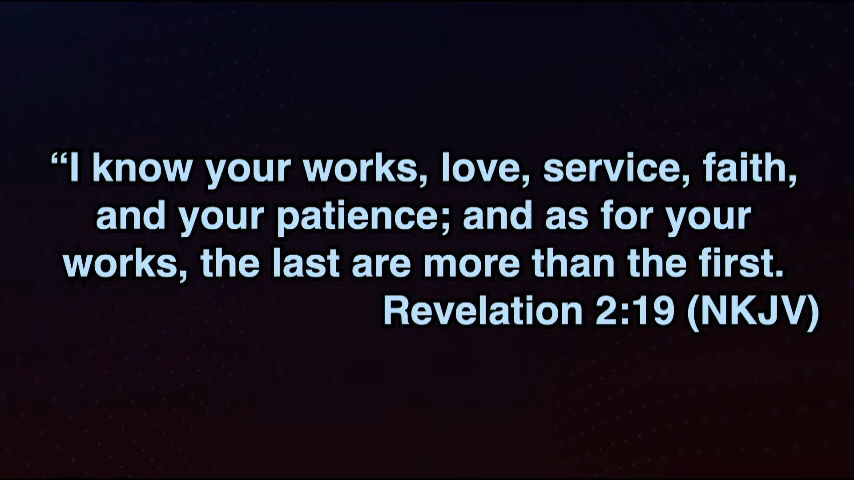 “I know your works, love, service, faith,
and your patience; and as for your
works, the last are more than the first.
Revelation 2:19 (NKJV)